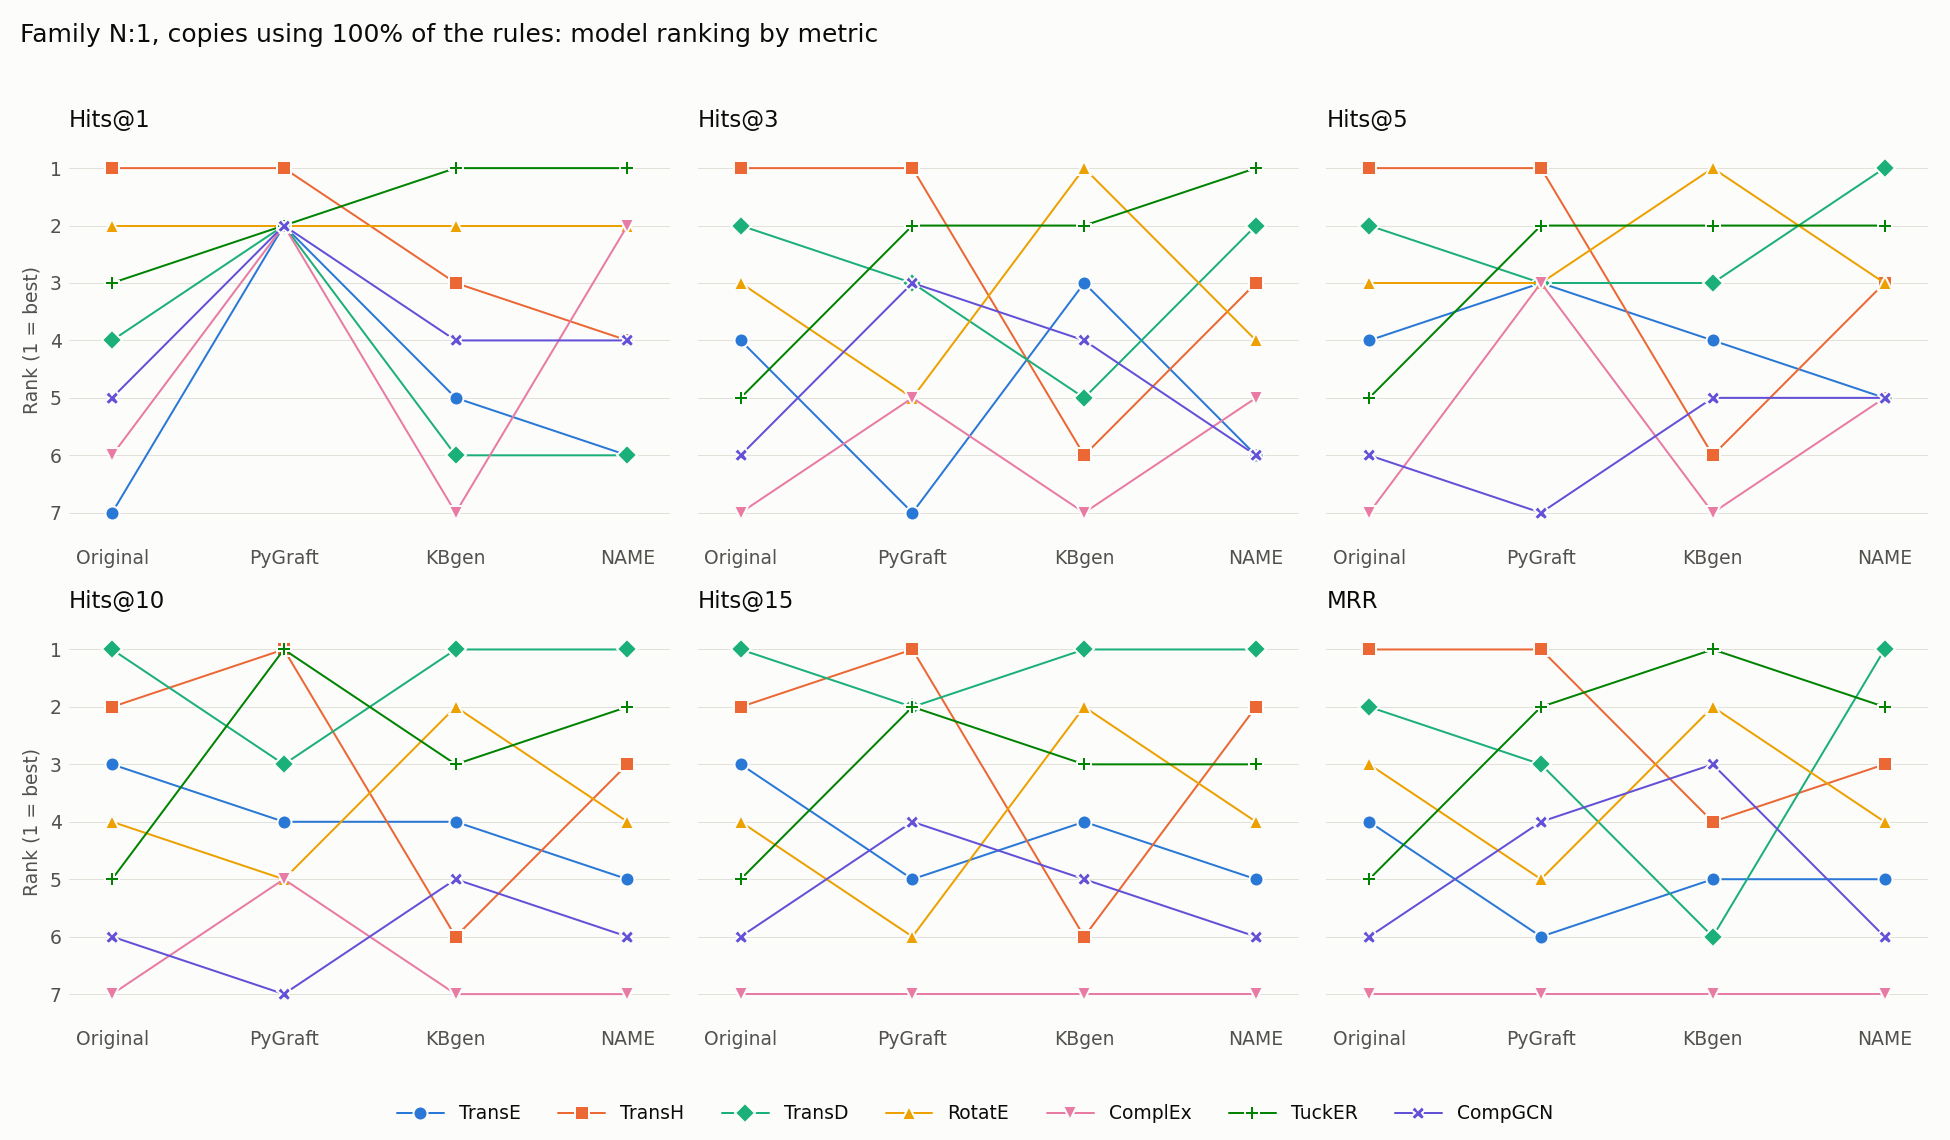 Family N:1, copies using 100% of the rules: model ranking by metric
Hits@1
Hits@3
Hits@5
Rank (1 = best)
1
2
3
4
5
6
7
Original PyGraft KBgen NAME
Original PyGraft KBgen NAME
Original PyGraft KBgen NAME
Hits@10
Hits@15
MRR
Rank (1 = best)
1
2
3
4
5
6
7
Original PyGraft KBgen NAME
Original PyGraft KBgen NAME
Original PyGraft KBgen NAME
TransE TransH TransD RotatE ComplEx TuckER CompGCN